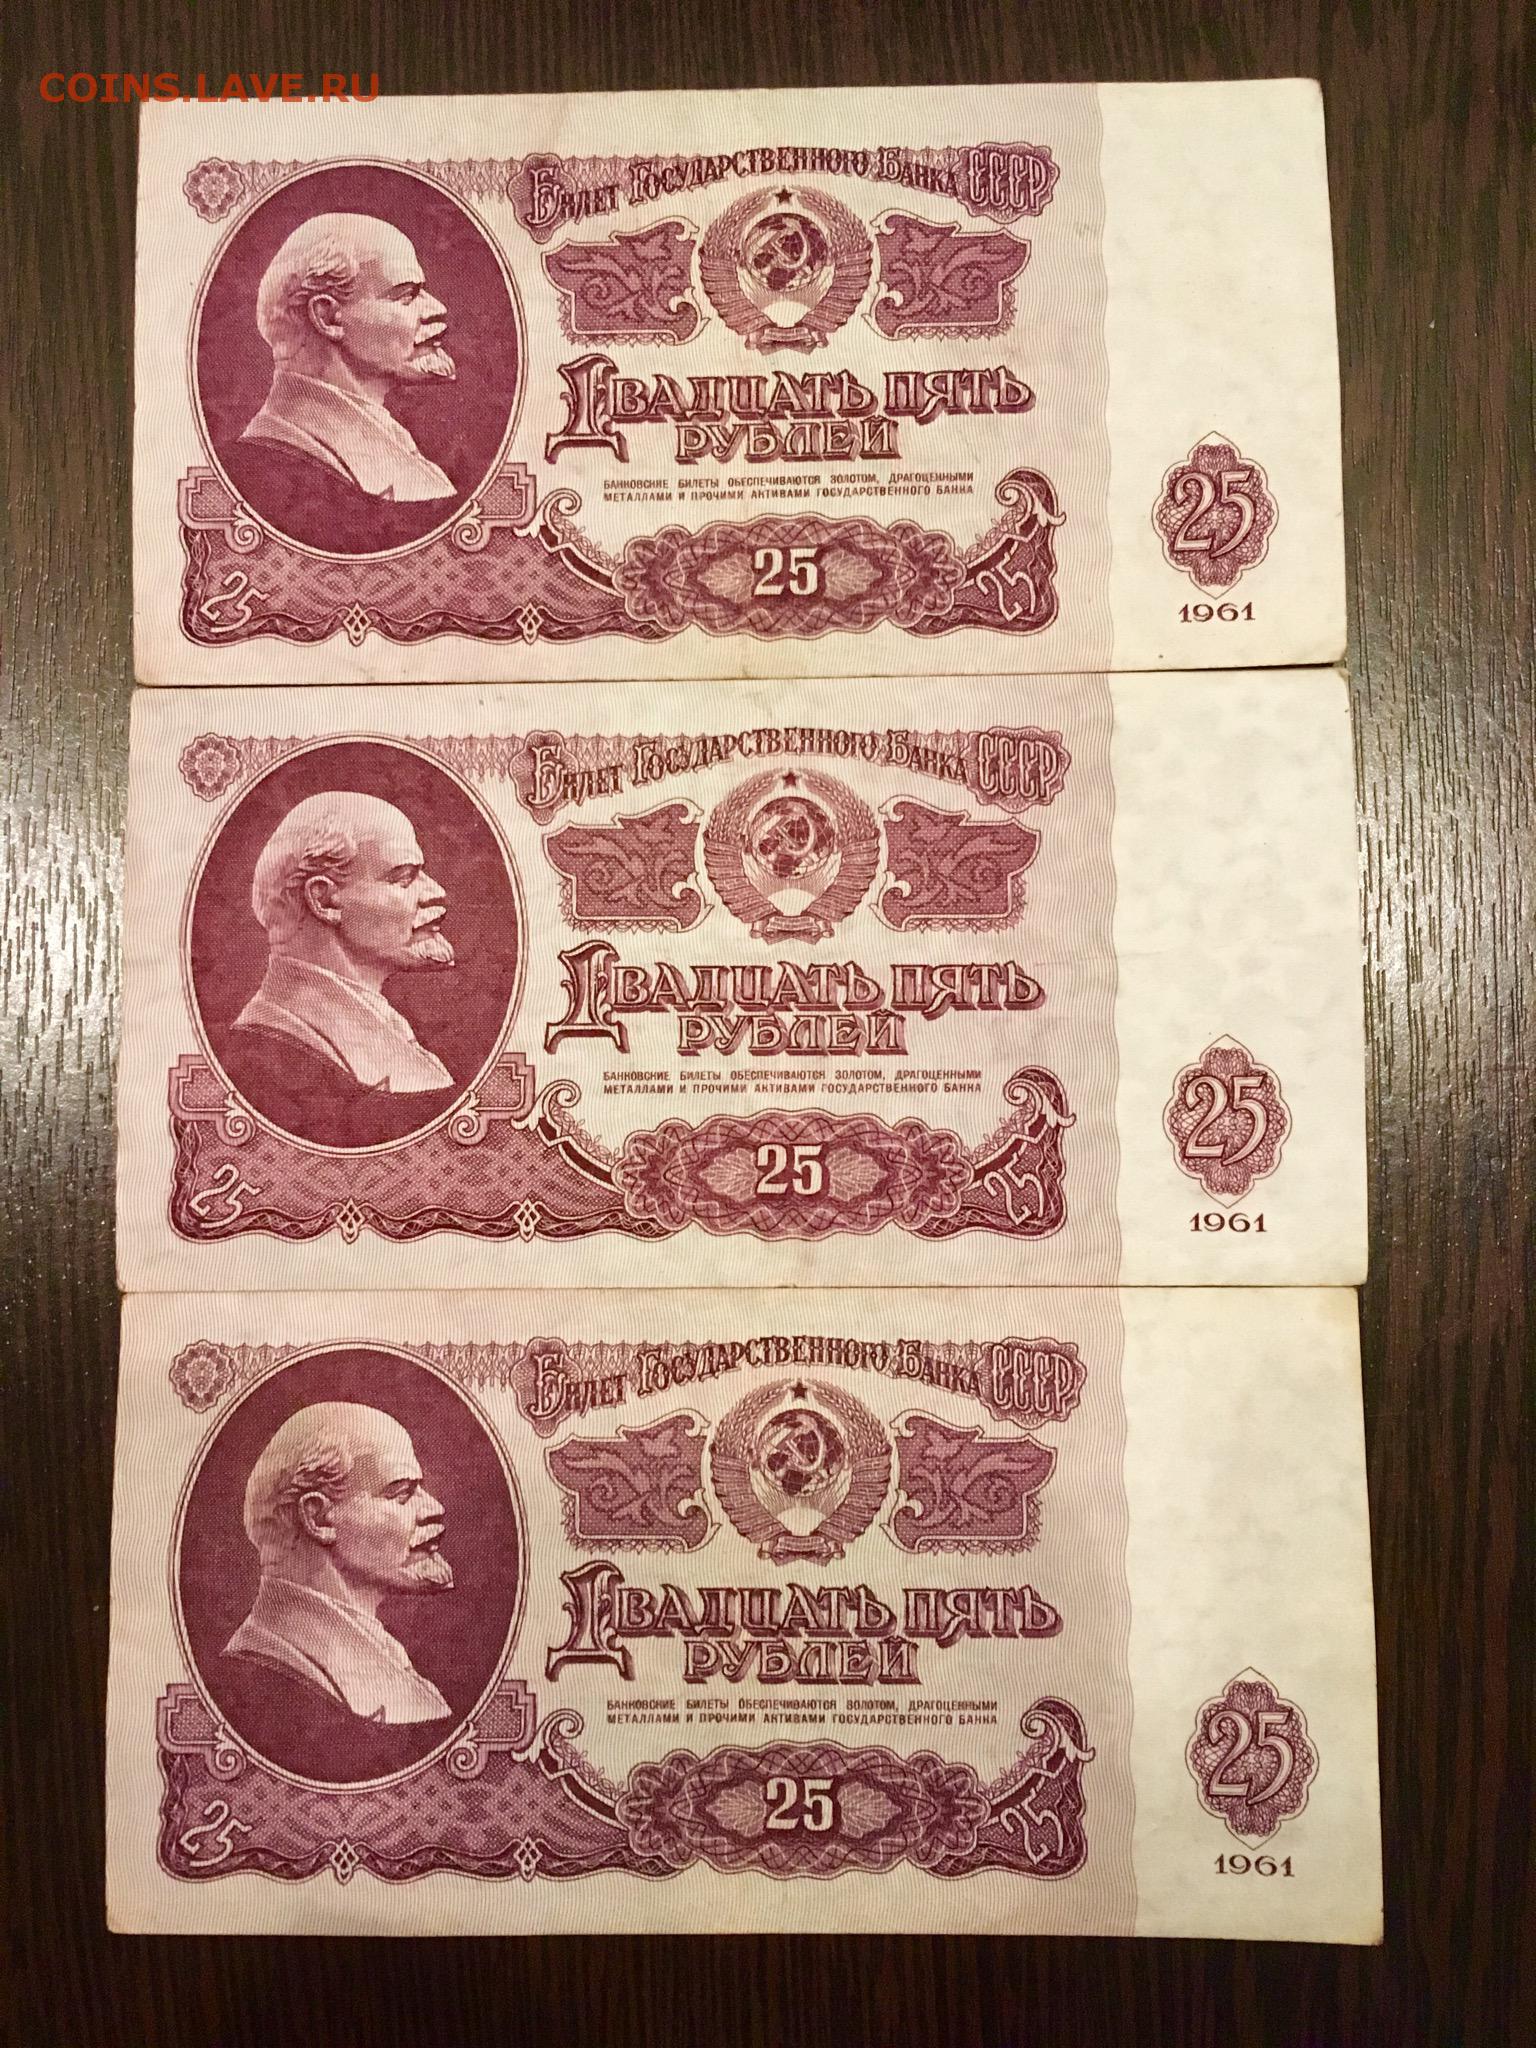 COINS.LAVE.RU
Билет Государственного Банка СССР
Двадцать пять
рублей
БАНКОВСКИЕ БИЛЕТЫ ОБЕСПЕЧИВАЮТСЯ ЗОЛОТОМ, ДРАГОЦЕННЫМИ
МЕТАЛЛАМИ И ПРОЧИМИ АКТИВАМИ ГОСУДАРСТВЕННОГО БАНКА
25
25
25
25
1961
Билет Государственного Банка СССР
Двадцать пять
рублей
БАНКОВСКИЕ БИЛЕТЫ ОБЕСПЕЧИВАЮТСЯ ЗОЛОТОМ, ДРАГОЦЕННЫМИ
МЕТАЛЛАМИ И ПРОЧИМИ АКТИВАМИ ГОСУДАРСТВЕННОГО БАНКА
25
25
25
25
1961
Билет Государственного Банка СССР
Двадцать пять
рублей
БАНКОВСКИЕ БИЛЕТЫ ОБЕСПЕЧИВАЮТСЯ ЗОЛОТОМ, ДРАГОЦЕННЫМИ
МЕТАЛЛАМИ И ПРОЧИМИ АКТИВАМИ ГОСУДАРСТВЕННОГО БАНКА
25
25
25
25
1961